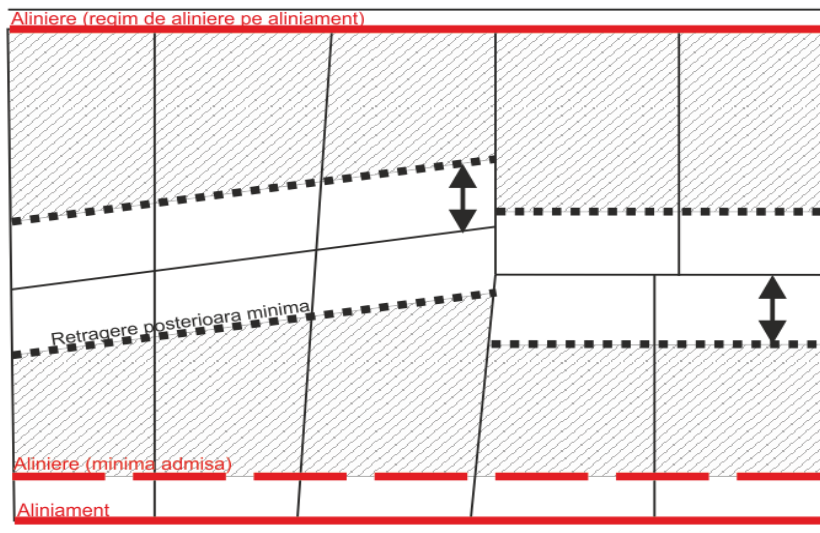 Aliniere (regim de aliniere pe aliniament)
Retragere posterioara minima
Aliniere (minima admisa)
Aliniament